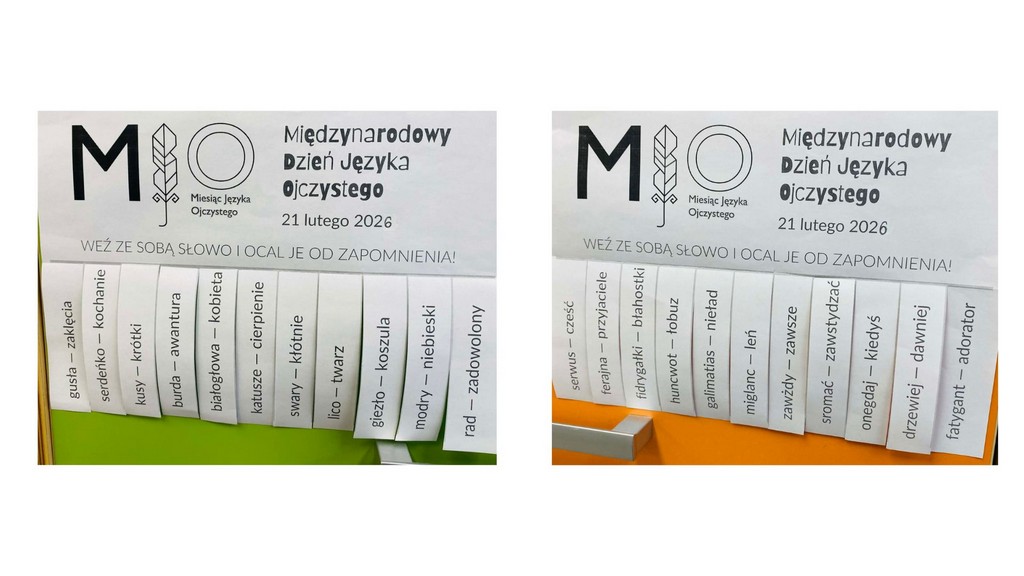 MIO
Miesiąc Języka
Ojczystego
Międzynarodowy
Dzień Języka
Ojczystego
21 lutego 2026
WEŹ ZE SOBĄ SŁOWO I OCAL JE OD ZAPOMNIENIA!
gusła – zaklęcia
serdeńko – kochanie
kusy – krótki
burda – awantura
białogłowa – kobieta
katusze – cierpienie
swary – kłótnie
lico – twarz
giezło – koszula
modry – niebieski
rad – zadowolony
MIO
Miesiąc Języka
Ojczystego
Międzynarodowy
Dzień Języka
Ojczystego
21 lutego 2026
WEŹ ZE SOBĄ SŁOWO I OCAL JE OD ZAPOMNIENIA!
serwus – cześć
ferajna – przyjaciele
fidrygałki – błahostki
huncwot – łobuz
galimatias – nieład
miglanc – leń
zawżdy – zawsze
sromać – zawstydzać
onegdaj – kiedyś
drzewiej – dawniej
fatygant – adorator